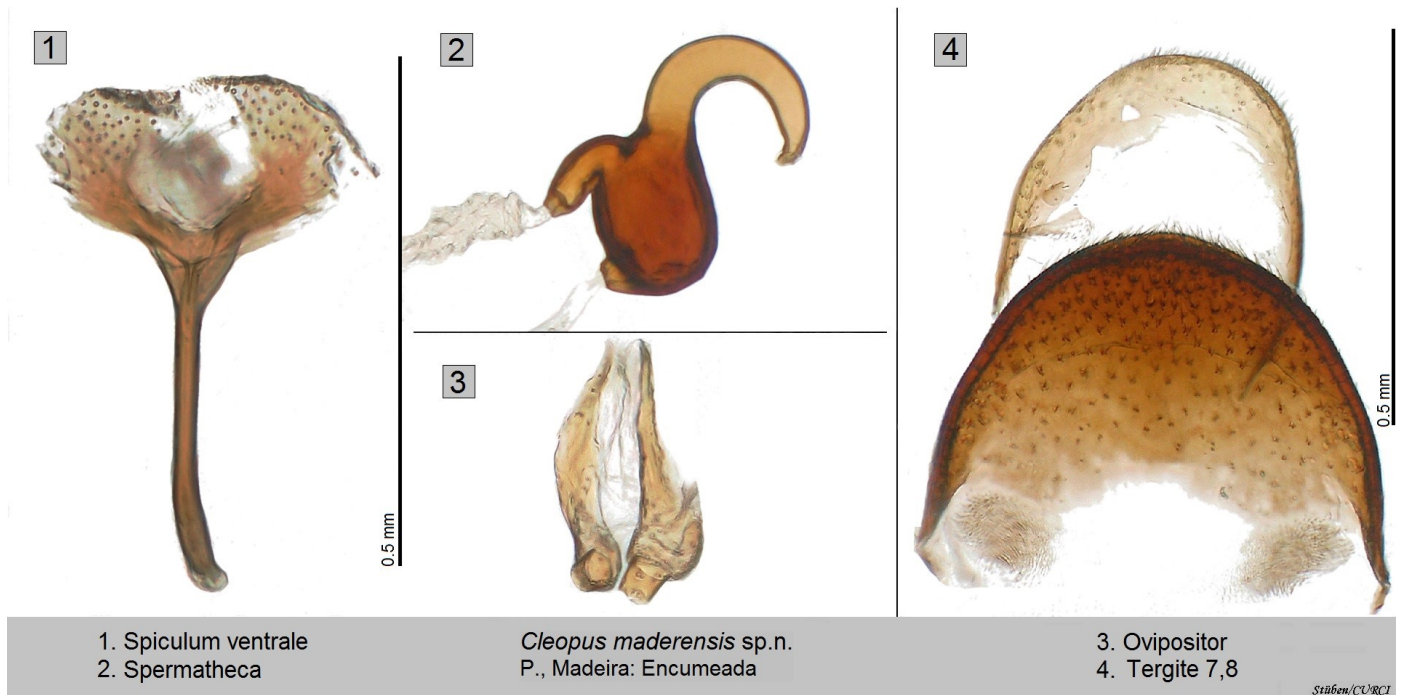 1
2
4
0.5 mm
3
0.5 mm
1. Spiculum ventrale
2. Spermatheca
Cleopus maderensis sp.n.
P., Madeira: Encumeada
3. Ovipositor
4. Tergite 7,8
Stüben/CURCI